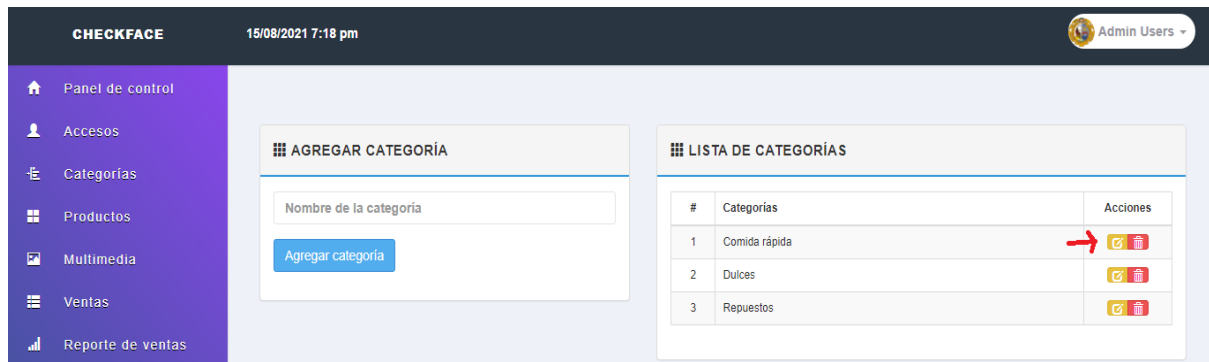 CHECKFACE
15/08/2021 7:18 pm
Admin Users
Panel de control
Accesos
Categorías
Productos
Multimedia
Ventas
Reporte de ventas
AGREGAR CATEGORÍA
Nombre de la categoría
Agregar categoría
LISTA DE CATEGORÍAS
# Categorías Acciones
1 Comida rápida
2 Dulces
3 Repuestos